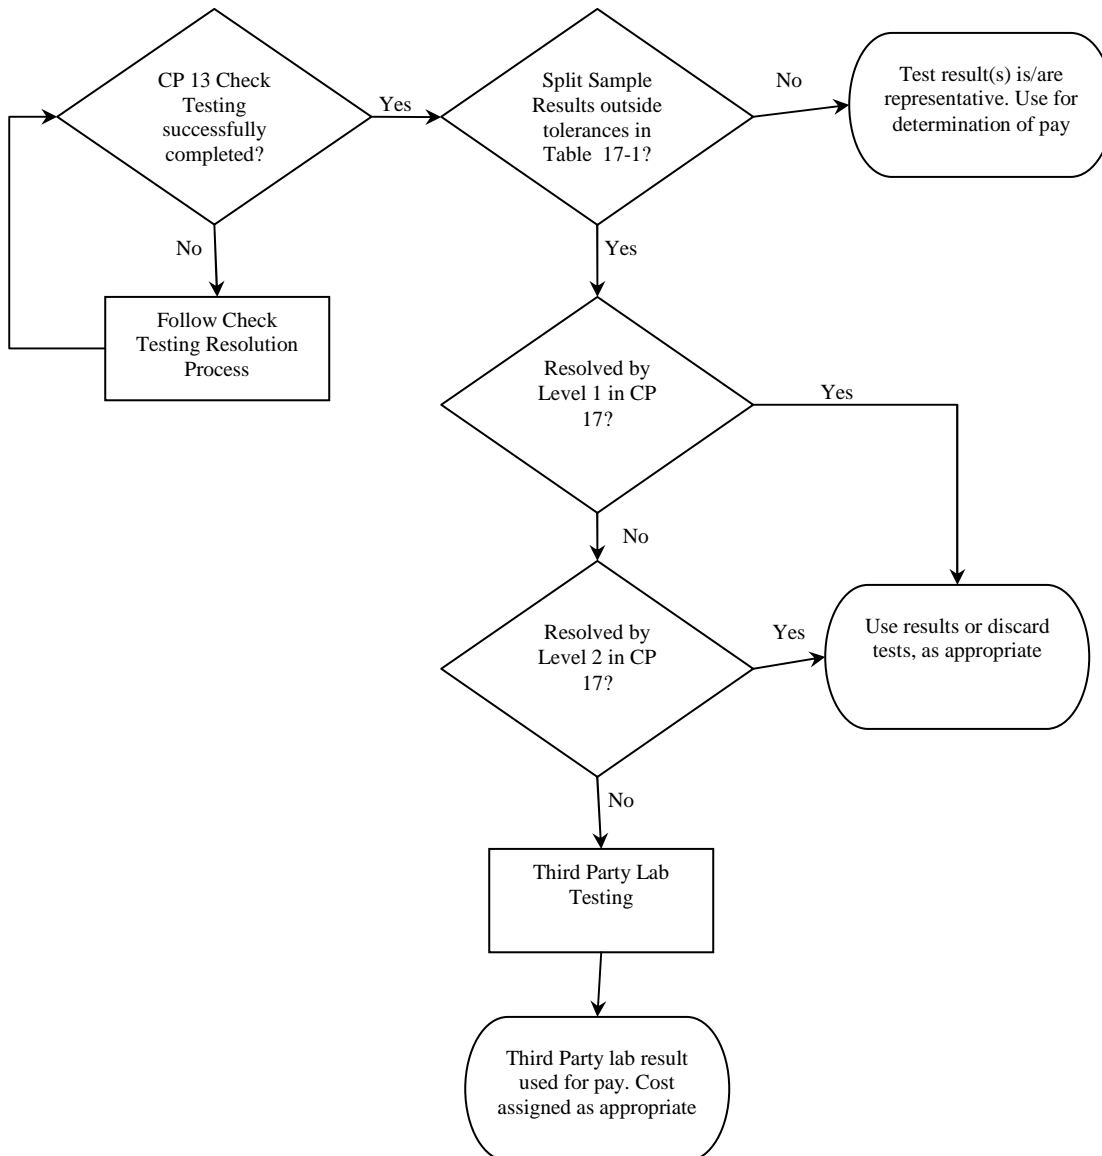 CP 13 Check
Testing
successfully
completed?
Yes
Split Sample
Results outside
tolerances in
Table 17-1?
No
Test result(s) is/are
representative. Use for
determination of pay
No
Yes
Follow Check
Testing Resolution
Process
Resolved by
Level 1 in CP
17?
Yes
No
Resolved by
Level 2 in CP
17?
Yes
Use results or discard
tests, as appropriate
No
Third Party Lab
Testing
Third Party lab result
used for pay. Cost
assigned as appropriate